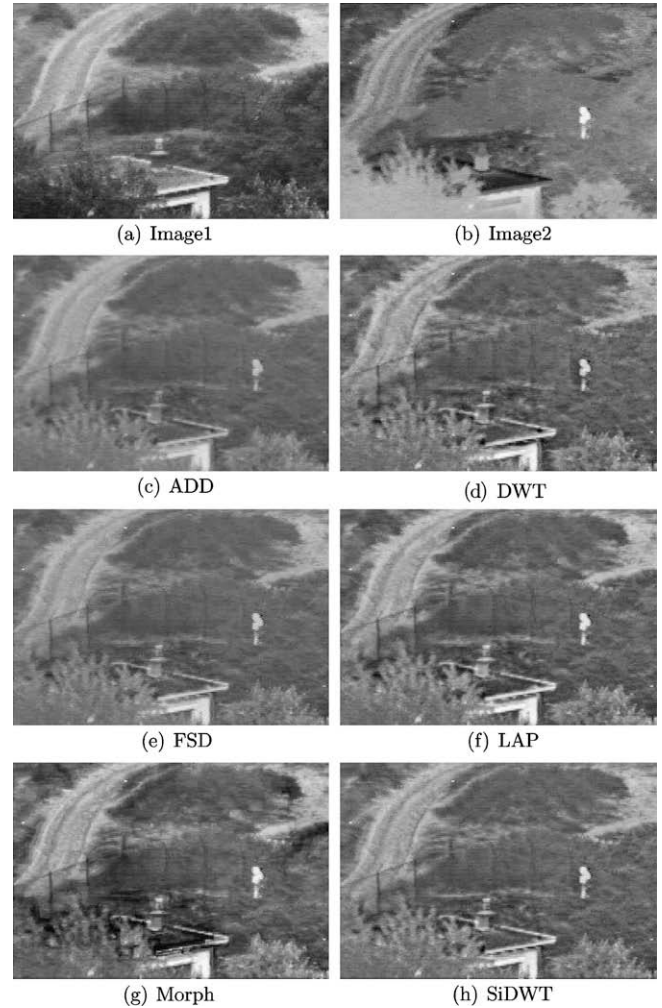 (a) Image1
(b) Image2
(c) ADD
(d) DWT
(e) FSD
(f) LAP
(g) Morph
(h) SiDWT